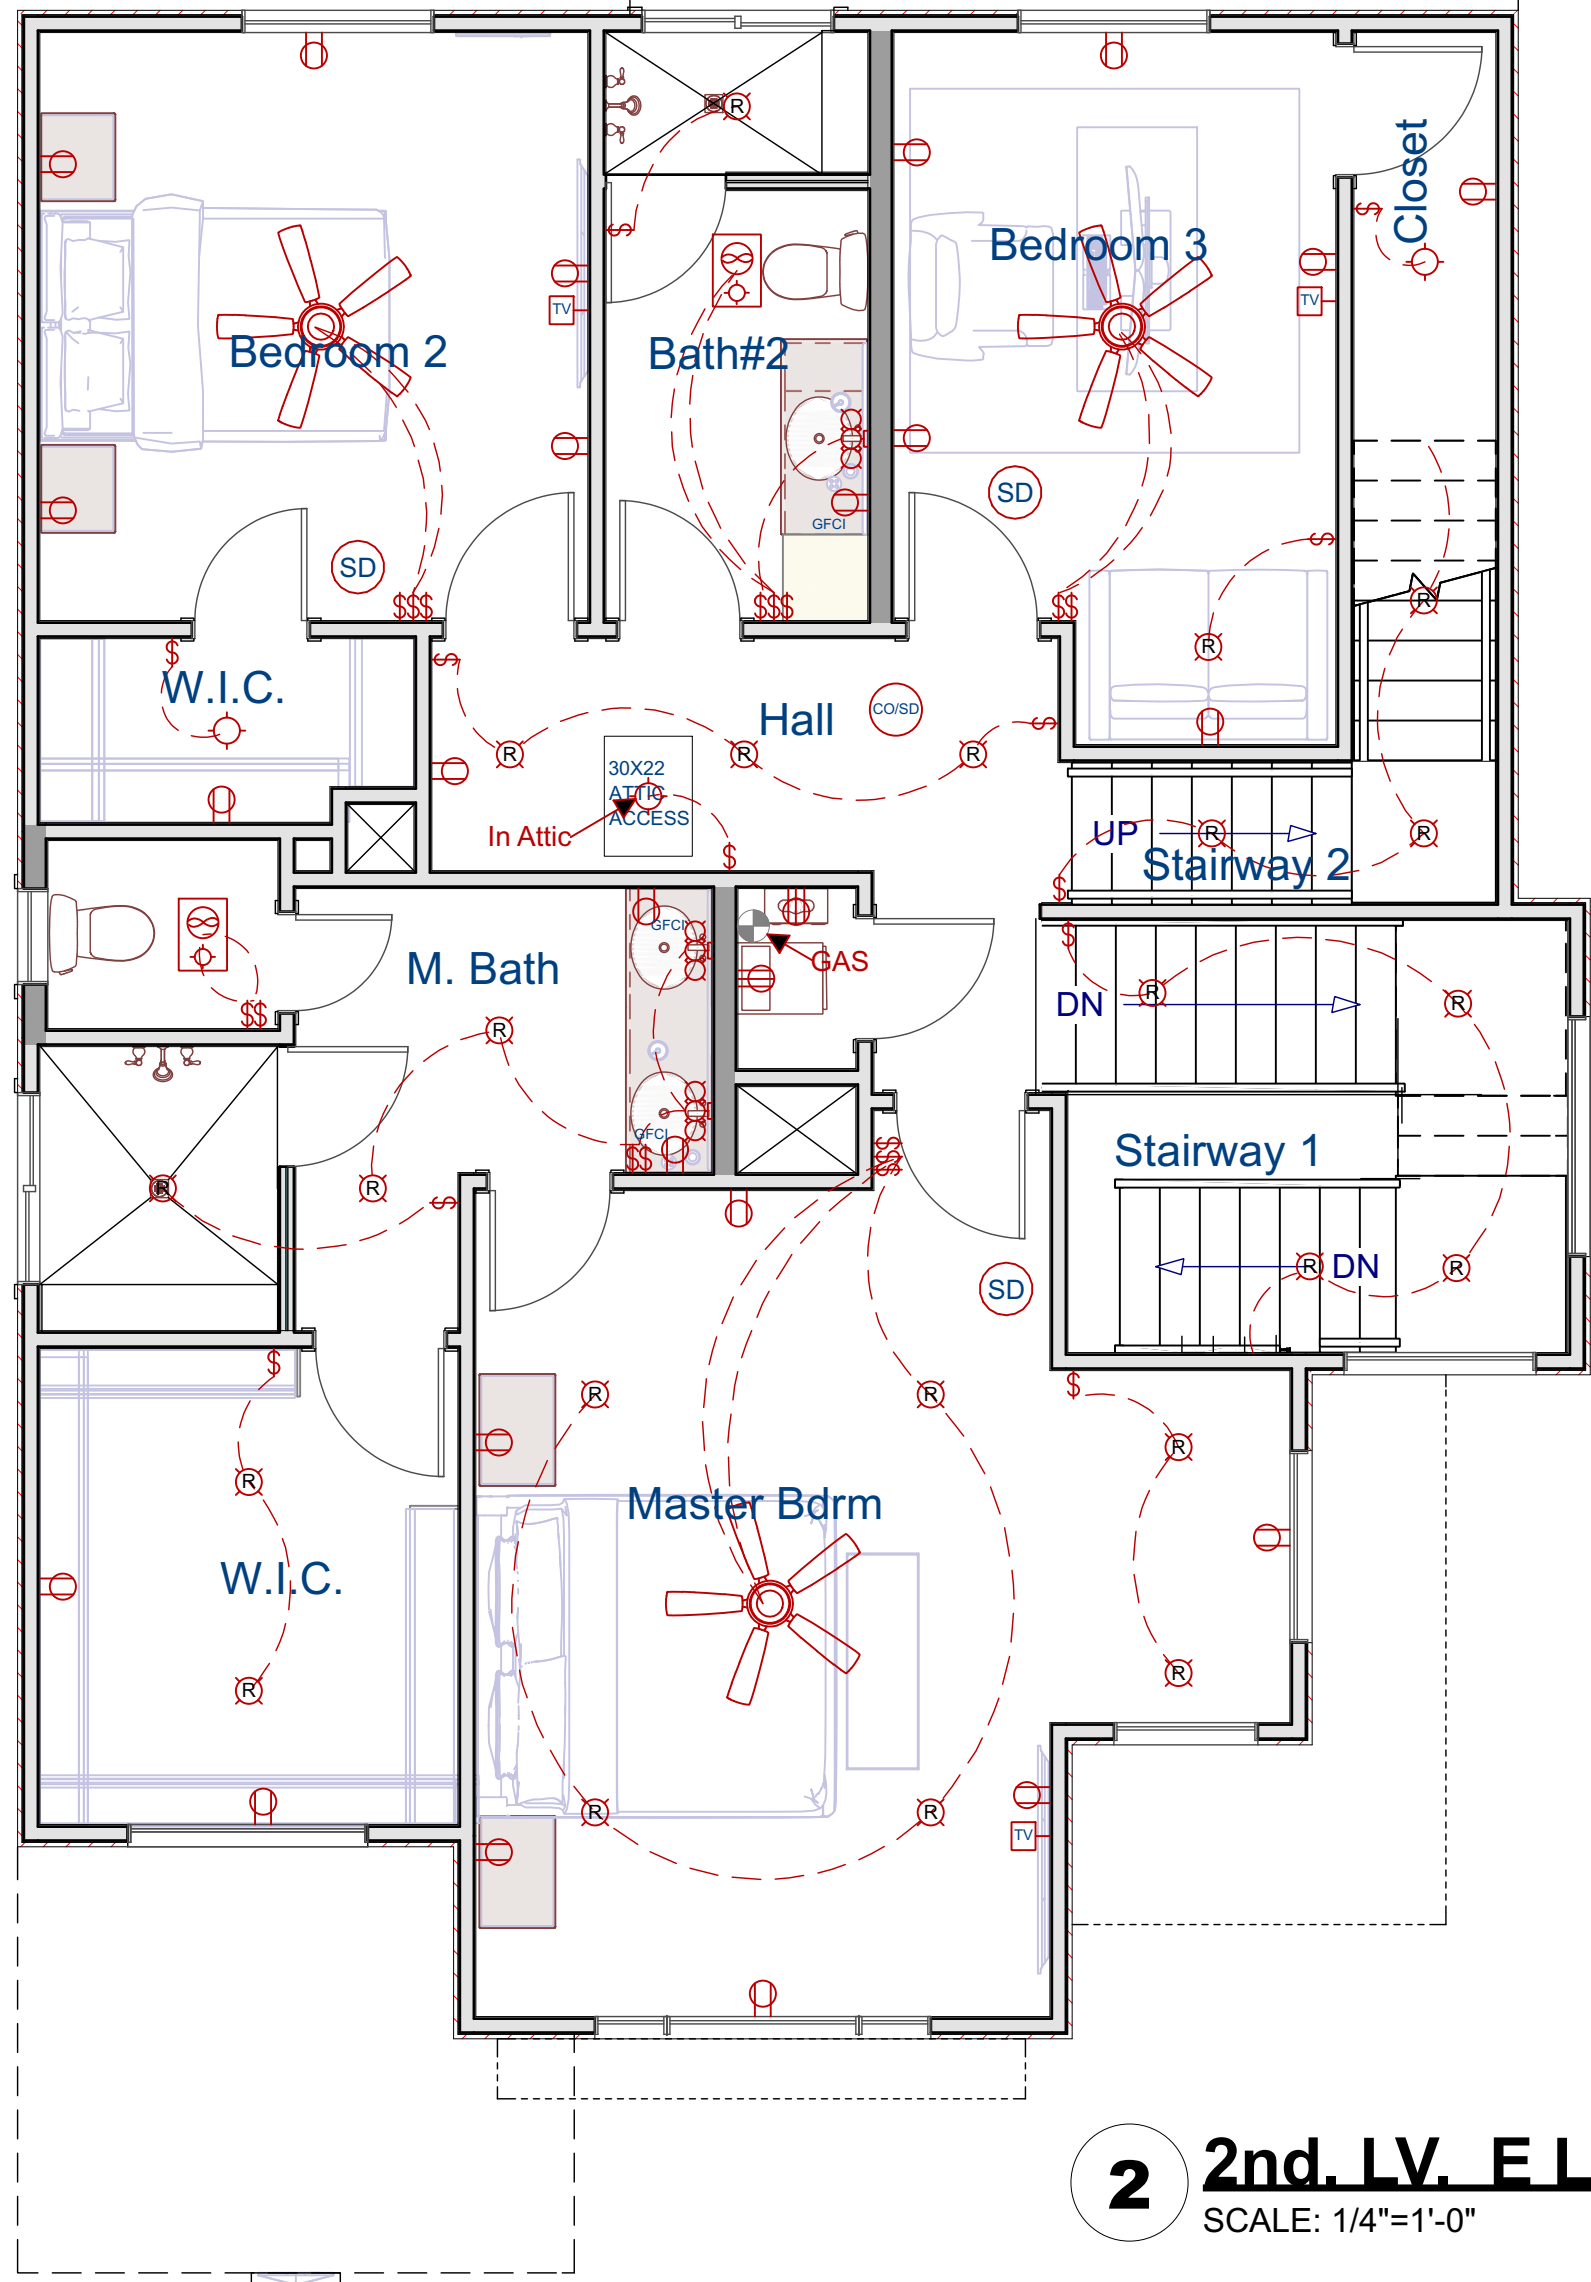 R
$
Closet
Bedroom 3
$
TV
TV
Bedroom 2
Bath#2
SD
GFCI
SD
$
$$$
$$$
$$
R
$
W.I.C.
$
R
Hall
CO/SD
$
R
R
R
30X22
ATTIC
ACCESS
In Attic
$
UP
R
R
Stairway 2
$
GFCI
$
M. Bath
GAS
DN
R
R
$$
R
GFCI
$$
$$$
Stairway 1
R
R
$
SD
R
DN
R
$
R
R
$
R
R
Master Bdrm
W.I.C.
R
R
R
R
TV
2
2nd. LV. E L
SCALE: 1/4"=1'-0"